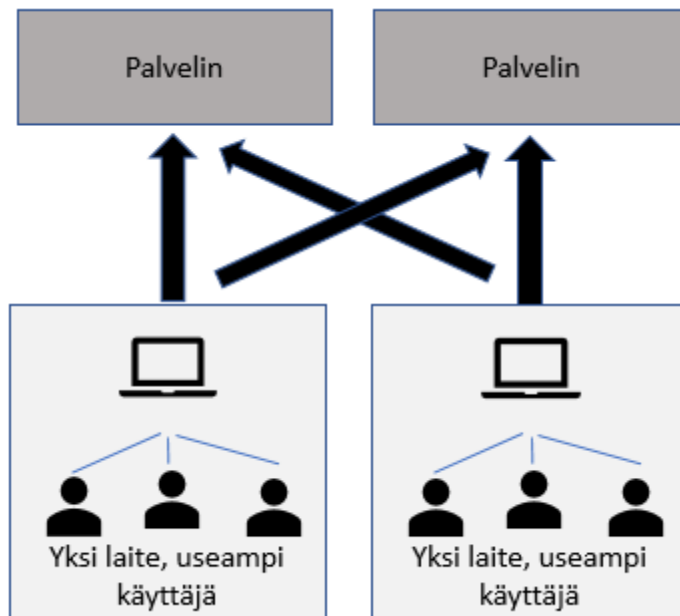 Palvelin
Palvelin
Yksi laite, useampi
käyttäjä
Yksi laite, useampi
käyttäjä